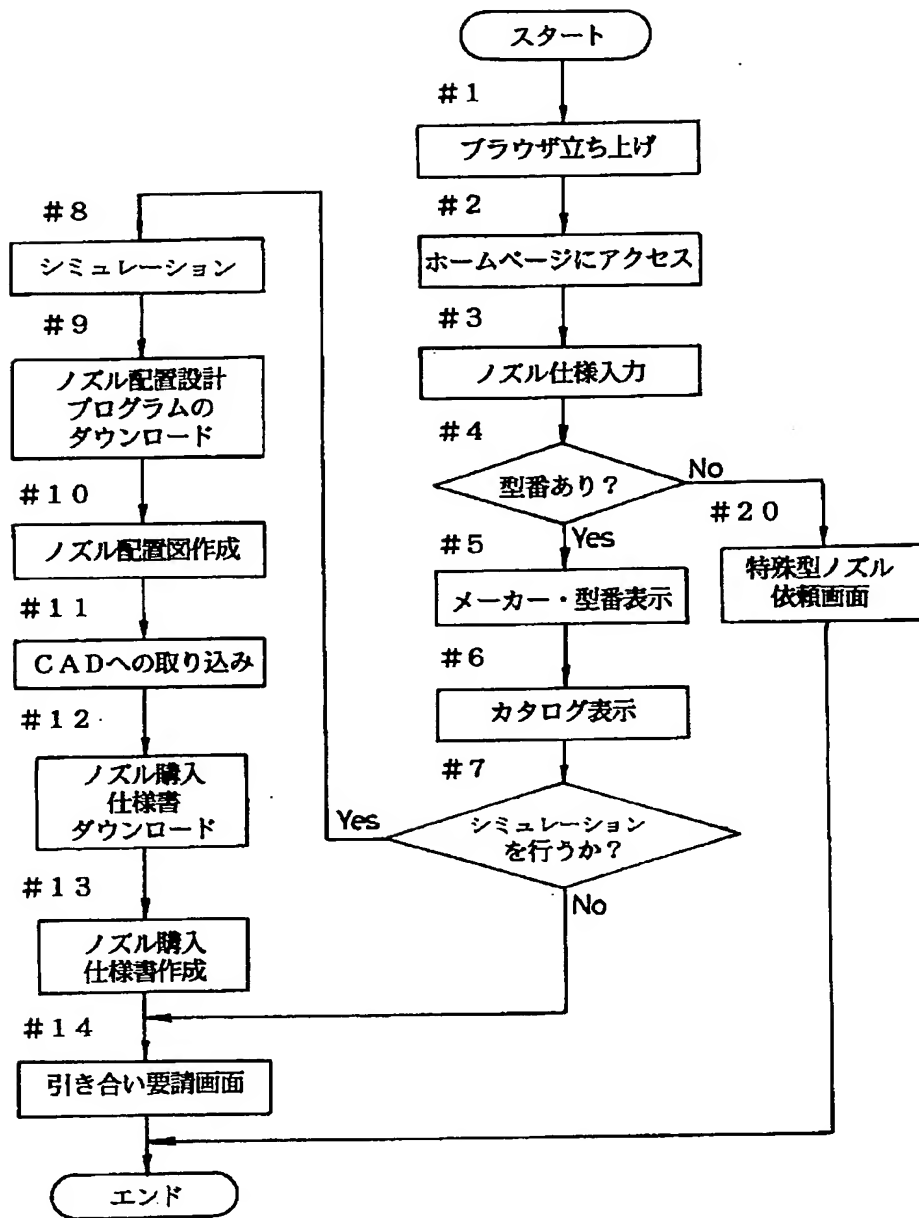 スタート
#1
ブラウザ立ち上げ
#2
ホームページにアクセス
#3
ノズル仕様入力
#4
型番あり?
No
Yes
#20
特殊型ノズル
依頼画面
#5
メーカー・型番表示
#6
カタログ表示
#7
シミュレーション
を行うか?
Yes
No
#8
シミュレーション
#9
ノズル配置設計
プログラムの
ダウンロード
#10
ノズル配置図作成
#11
CADへの取り込み
#12
ノズル購入
仕様書
ダウンロード
#13
ノズル購入
仕様書作成
#14
引き合い要請画面
エンド